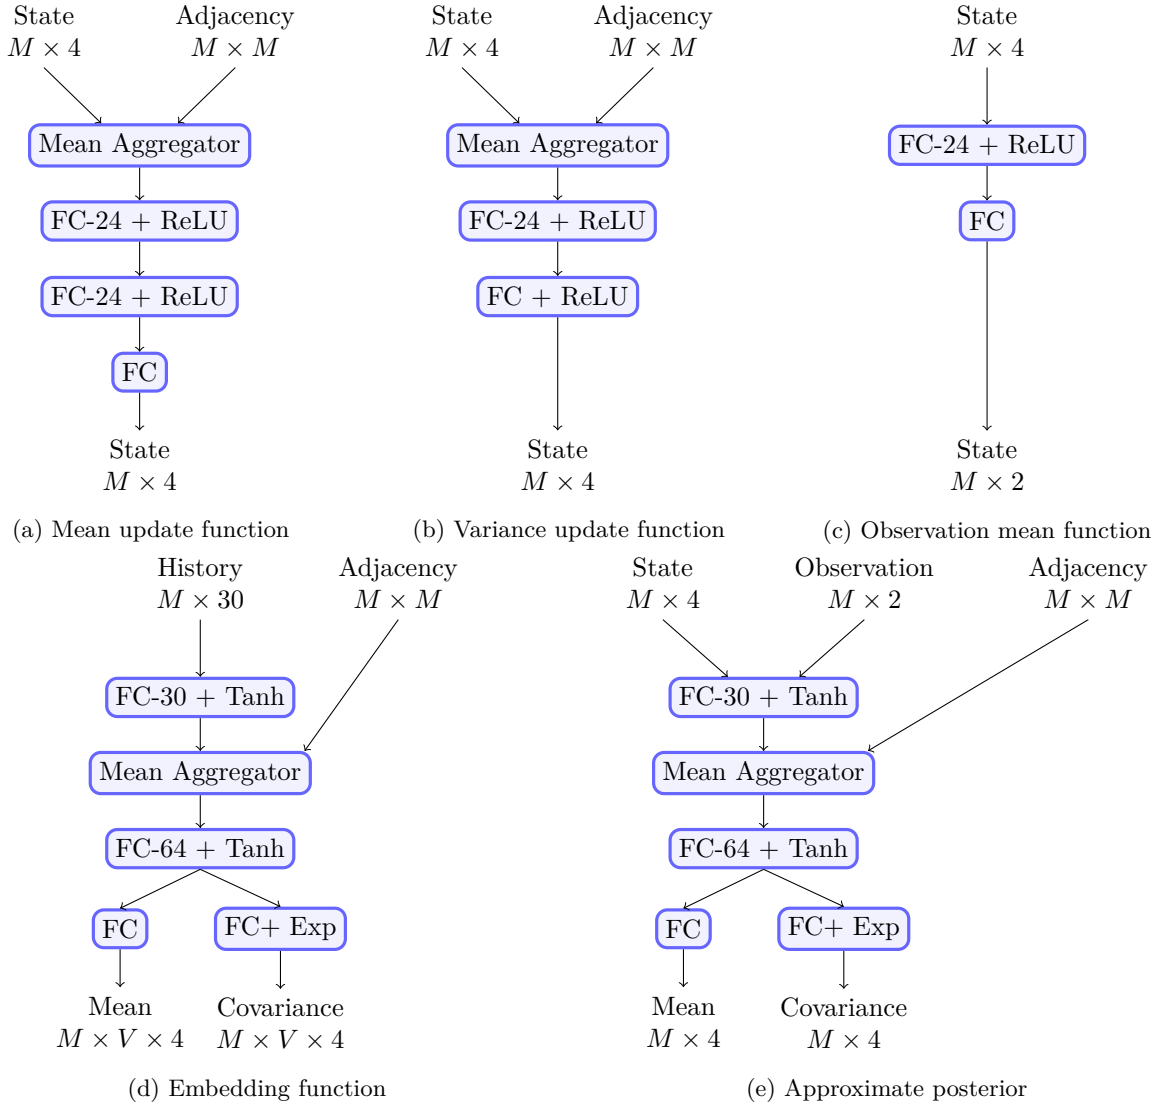 State
M × 4
Adjacency
M × M
Mean Aggregator
FC-24 + ReLU
FC-24 + ReLU
FC
State
M × 4
(a) Mean update function
State
M × 4
Adjacency
M × M
Mean Aggregator
FC-24 + ReLU
FC + ReLU
State
M × 4
(b) Variance update function
State
M × 4
FC-24 + ReLU
FC
State
M × 2
(c) Observation mean function
History
M × 30
Adjacency
M × M
FC-30 + Tanh
Mean Aggregator
FC-64 + Tanh
FC
FC+ Exp
Mean
M × V × 4
Covariance
M × V × 4
(d) Embedding function
State
M × 4
Observation
M × 2
Adjacency
M × M
FC-30 + Tanh
Mean Aggregator
FC-64 + Tanh
FC
FC+ Exp
Mean
M × 4
Covariance
M × 4
(e) Approximate posterior